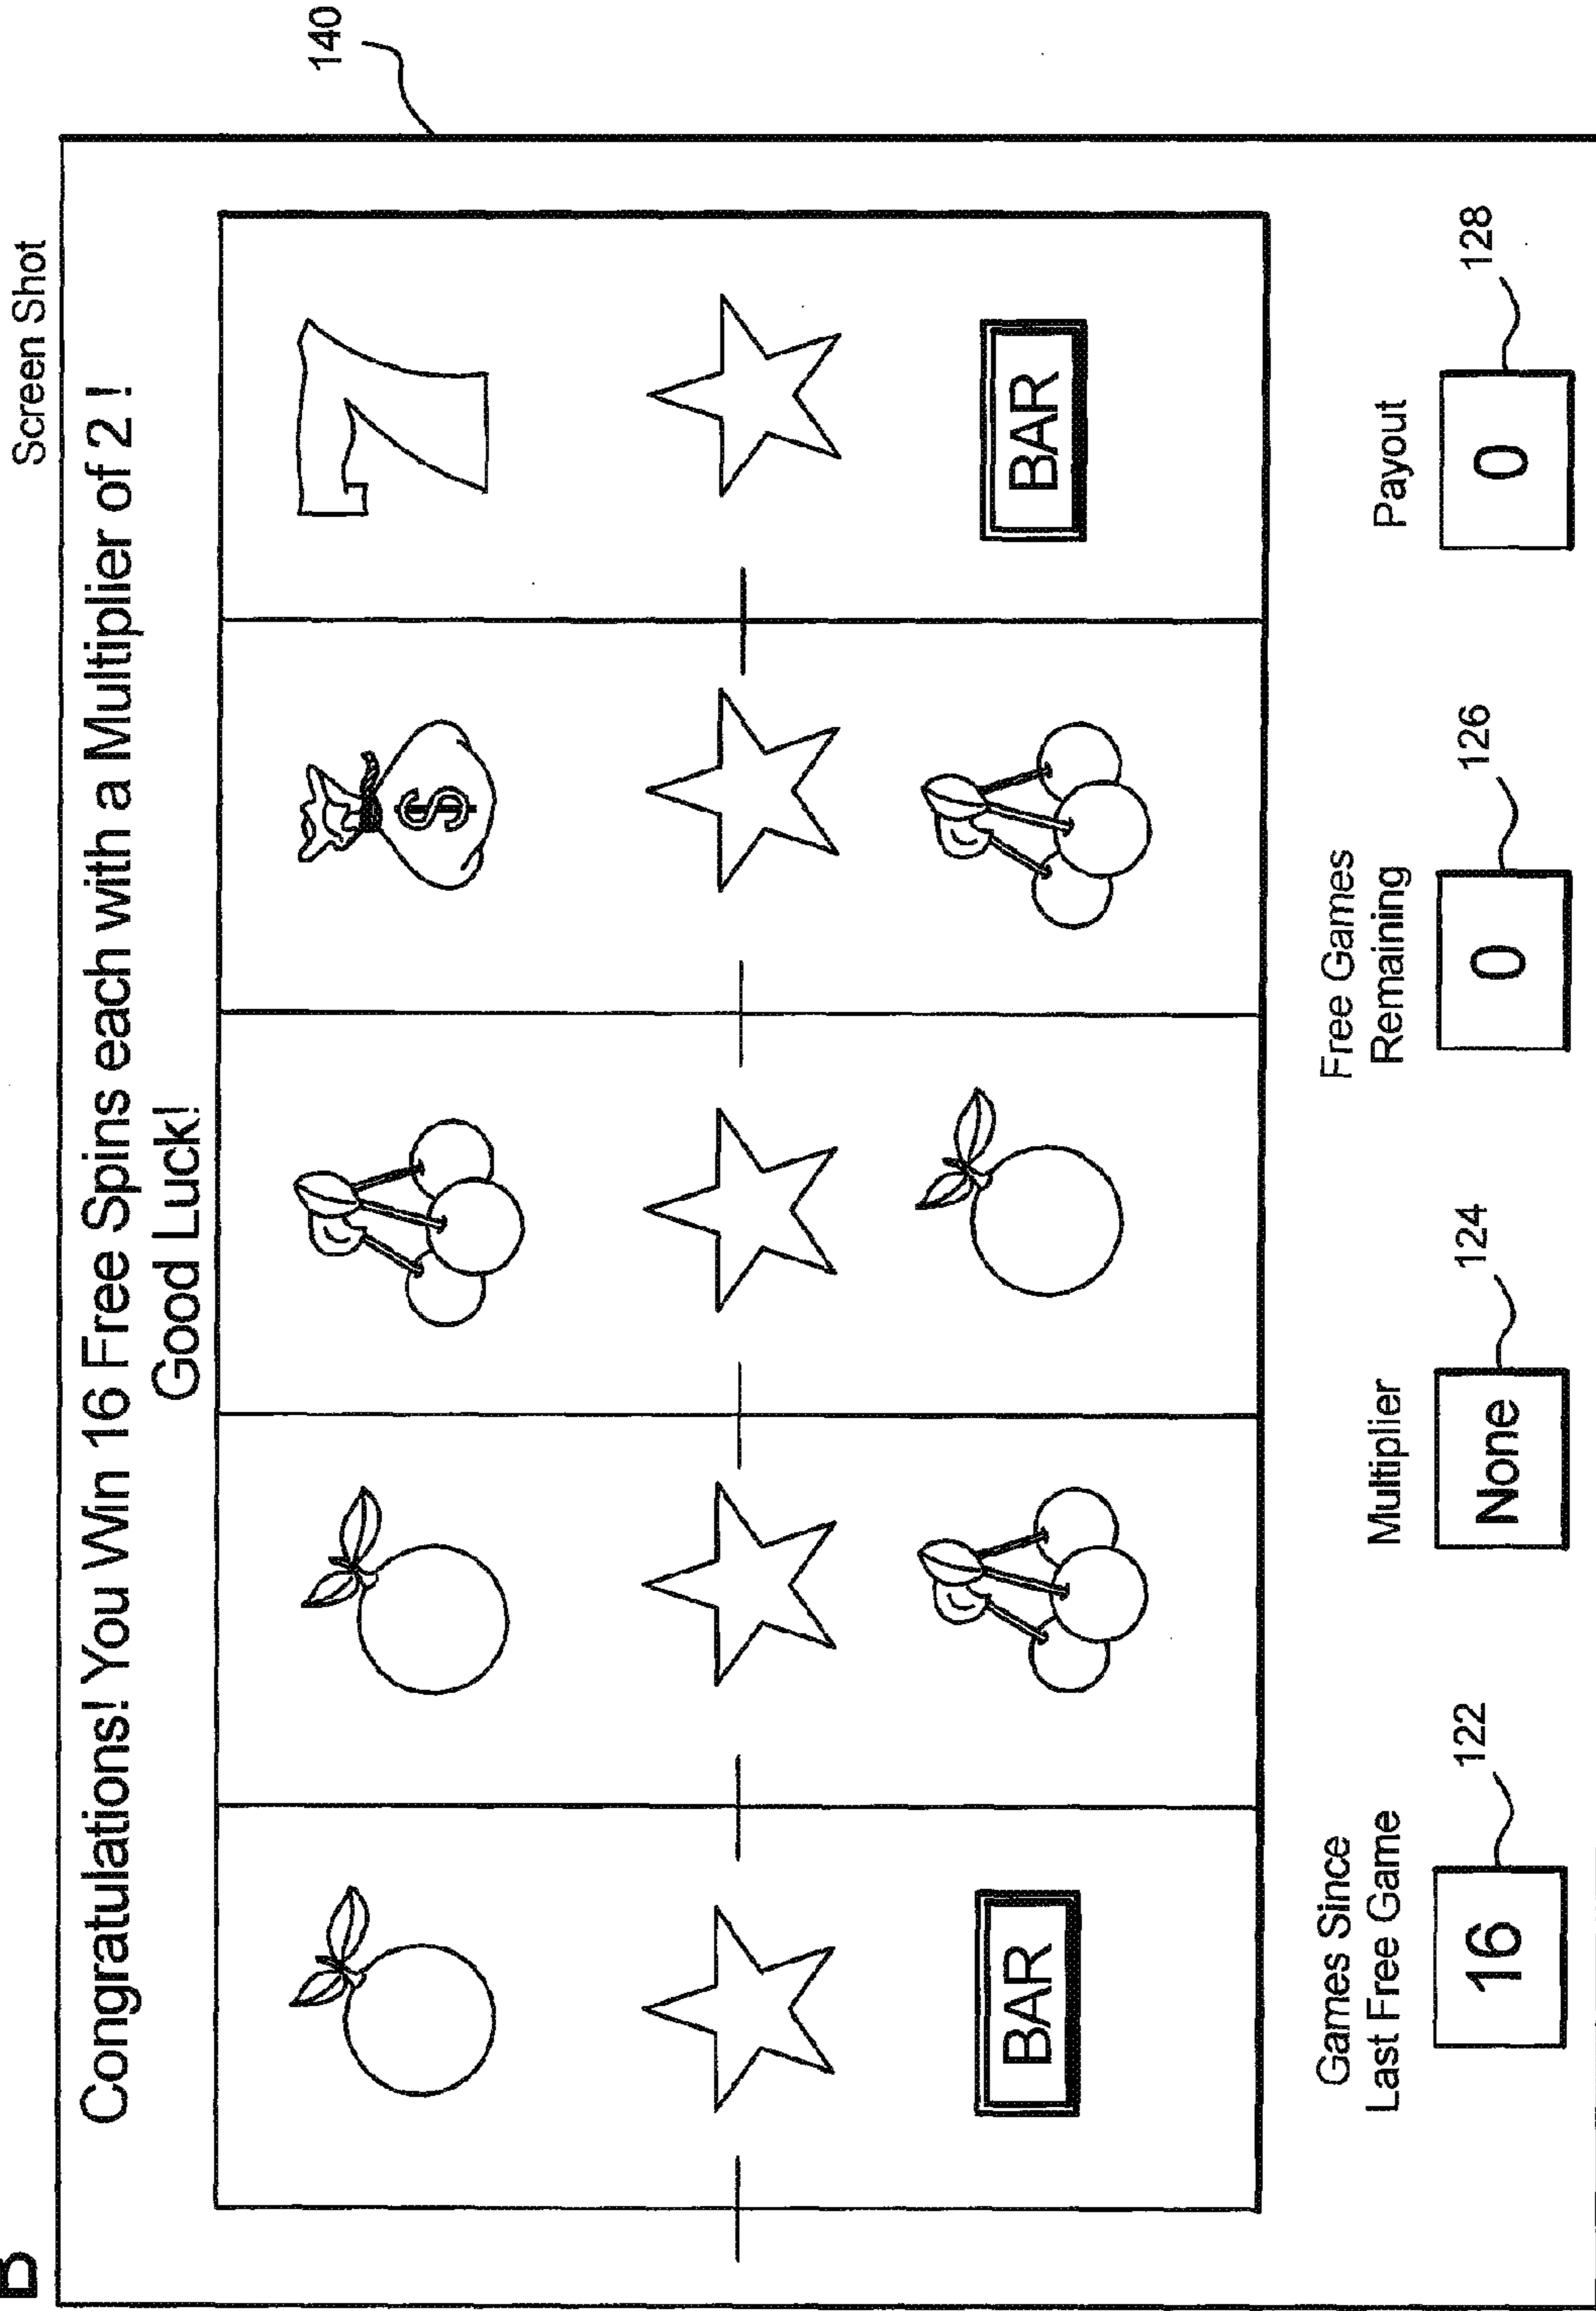 B
Screen Shot
140
Congratulations! You Win 16 Free Spins each with a Multiplier of 2 !
Good Luck!
7
$
BAR
BAR
Games Since
Last Free Game
16
122
Multiplier
None
124
Free Games
Remaining
0
126
Payout
0
128